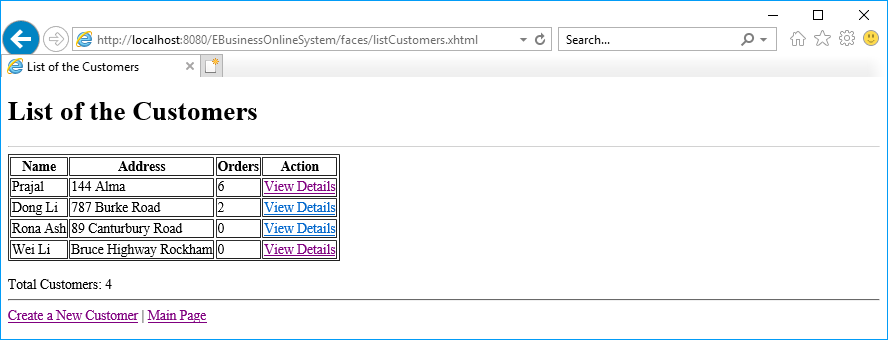 http://localhost:8080/EBusinessOnlineSystem/faces/listCustomers.xhtml Search...
List of the Customers
List of the Customers
Name Address Orders Action
Prajal 144 Alma 6 View Details
Dong Li 787 Burke Road 2 View Details
Rona Ash 89 Canturbury Road 0 View Details
Wei Li Bruce Highway Rockham 0 View Details
Total Customers: 4
Create a New Customer | Main Page